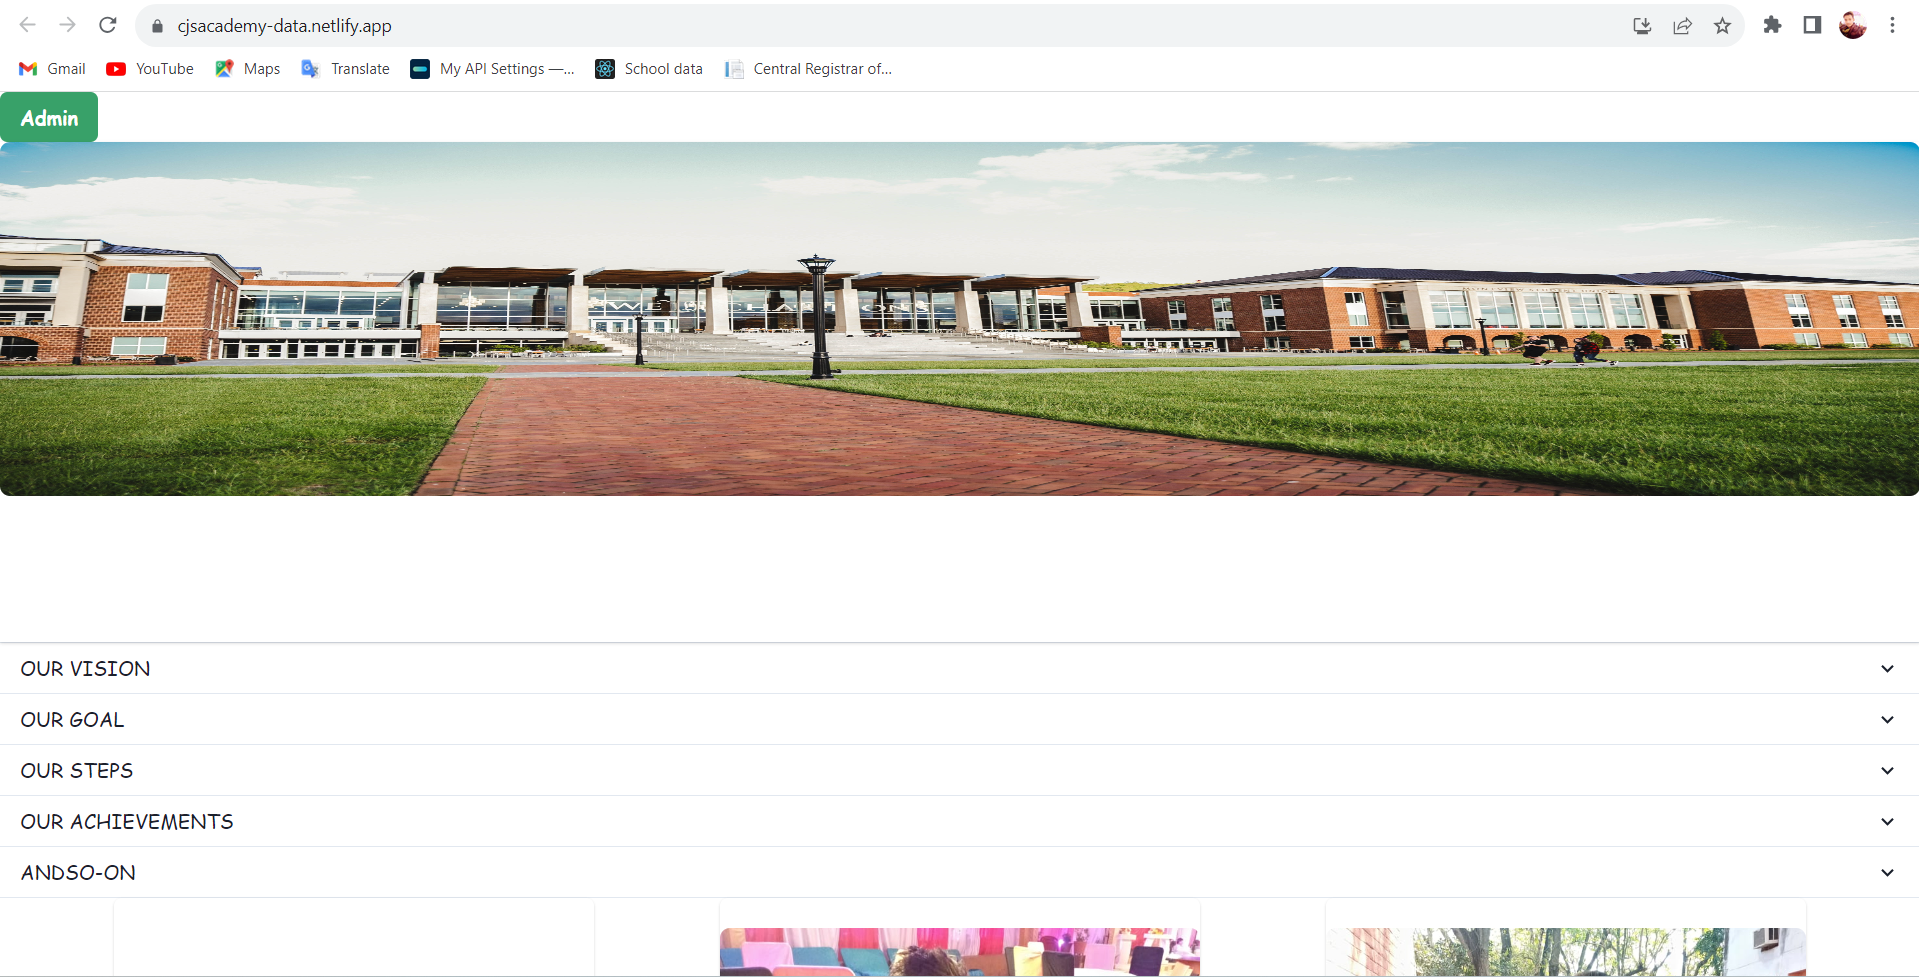 cjsacademy-data.netlify.app
Gmail YouTube Maps Translate My API Settings —... School data Central Registrar of...
Admin
OUR VISION
OUR GOAL
OUR STEPS
OUR ACHIEVEMENTS
ANDSO-ON